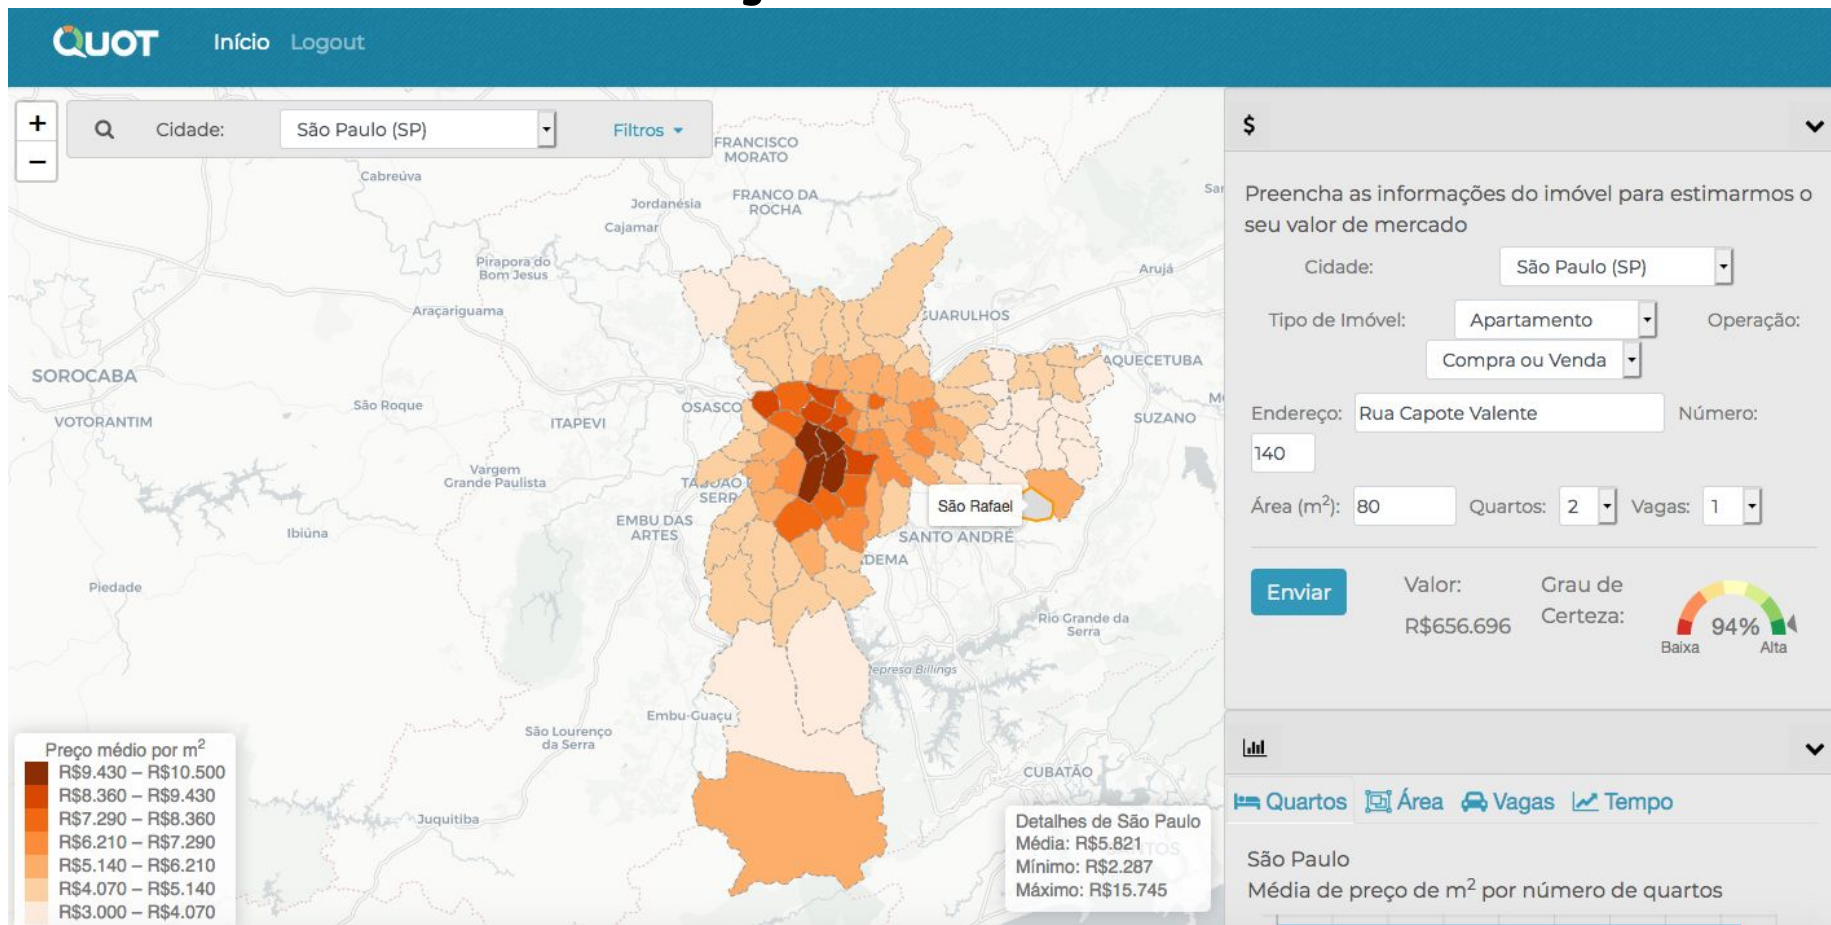 QUOT Início Logout
+
−
Cidade: São Paulo (SP) Filtros
FRANCISCO
MORATO
Cabreúva
FRANCO DA
ROCHA
Jordanésia
Cajamar
Pirapora do
Bom Jesus
Arujá
Araçariguama
GUARULHOS
AQUECETUBA
SOROCABA
São Roque
OSASCO
VOTORANTIM
ITAPEVI
SUZANO
Vargem
Grande Paulista
TABOÃO
SERR
São Rafael
EMBU DAS
ARTES
Ibiúna
SANTO ANDRÉ
DEMA
Piedade
Rio Grande da
Serra
epresa Billings
Embu-Guaçu
São Lourenço
da Serra
CUBATÃO
Juquitiba
Preço médio por m²
R$9.430 – R$10.500
R$8.360 – R$9.430
R$7.290 – R$8.360
R$6.210 – R$7.290
R$5.140 – R$6.210
R$4.070 – R$5.140
R$3.000 – R$4.070
Detalhes de São Paulo
Média: R$5.821
Mínimo: R$2.287
Máximo: R$15.745
$
Preencha as informações do imóvel para estimarmos o
seu valor de mercado
Cidade: São Paulo (SP)
Tipo de Imóvel: Apartamento Operação:
Compra ou Venda
Endereço: Rua Capote Valente Número:
140
Área (m²): 80 Quartos: 2 Vagas: 1
Enviar Valor: Grau de
R$656.696 Certeza:
94%
Baixa Alta
Quartos Área Vagas Tempo
São Paulo
Média de preço de m² por número de quartos